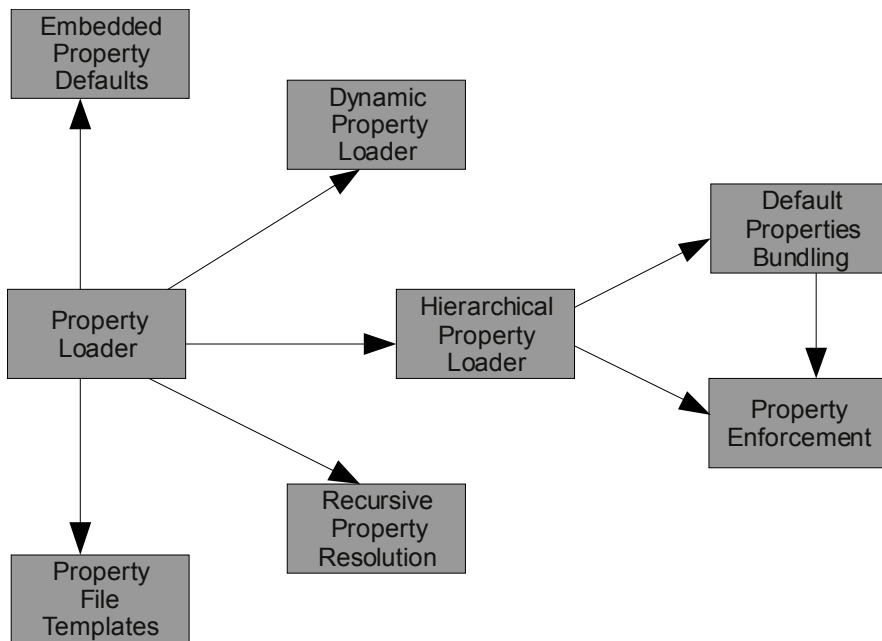 Embedded
Property
Defaults
Dynamic
Property
Loader
Default
Properties
Bundling
Property
Loader
Hierarchical
Property
Loader
Property
Enforcement
Recursive
Property
Resolution
Property
File
Templates